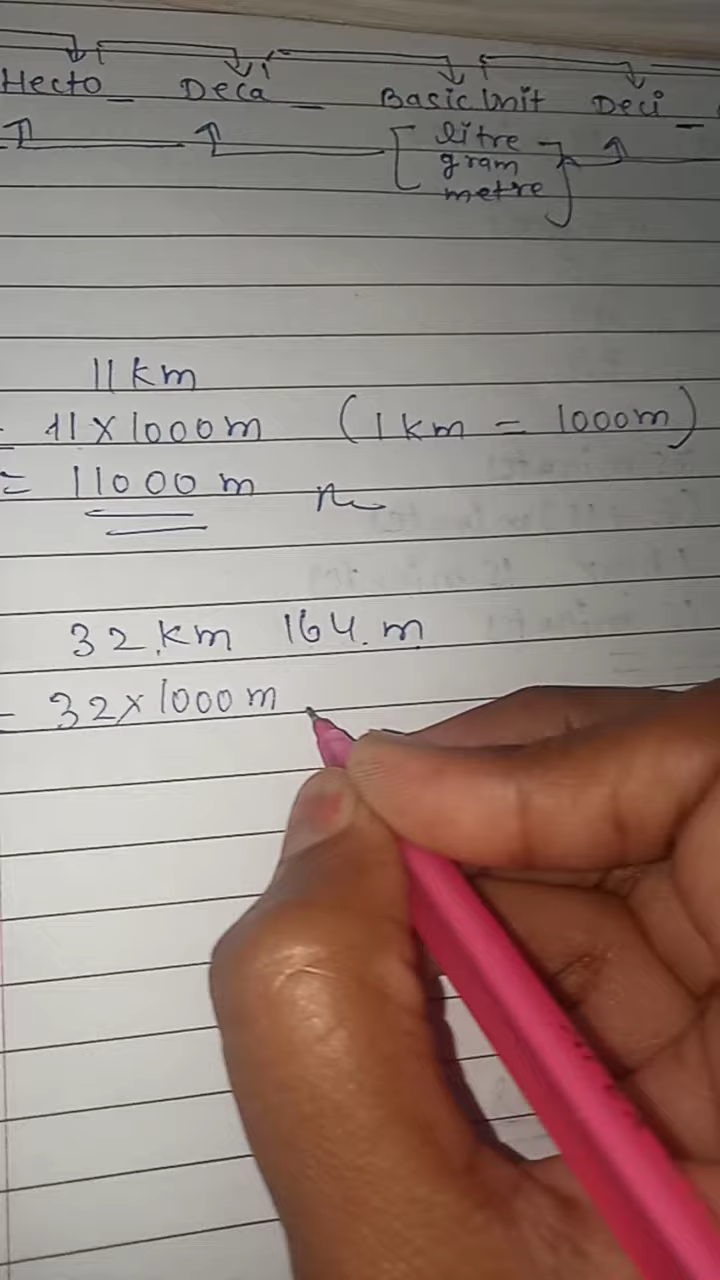 Hecto Deca Basic Unit Deci
litre
gram
metre
11 km
= 11 × 1000 m (1 km = 1000 m)
= 11000 m
32 km 164 m
= 32 × 1000 m